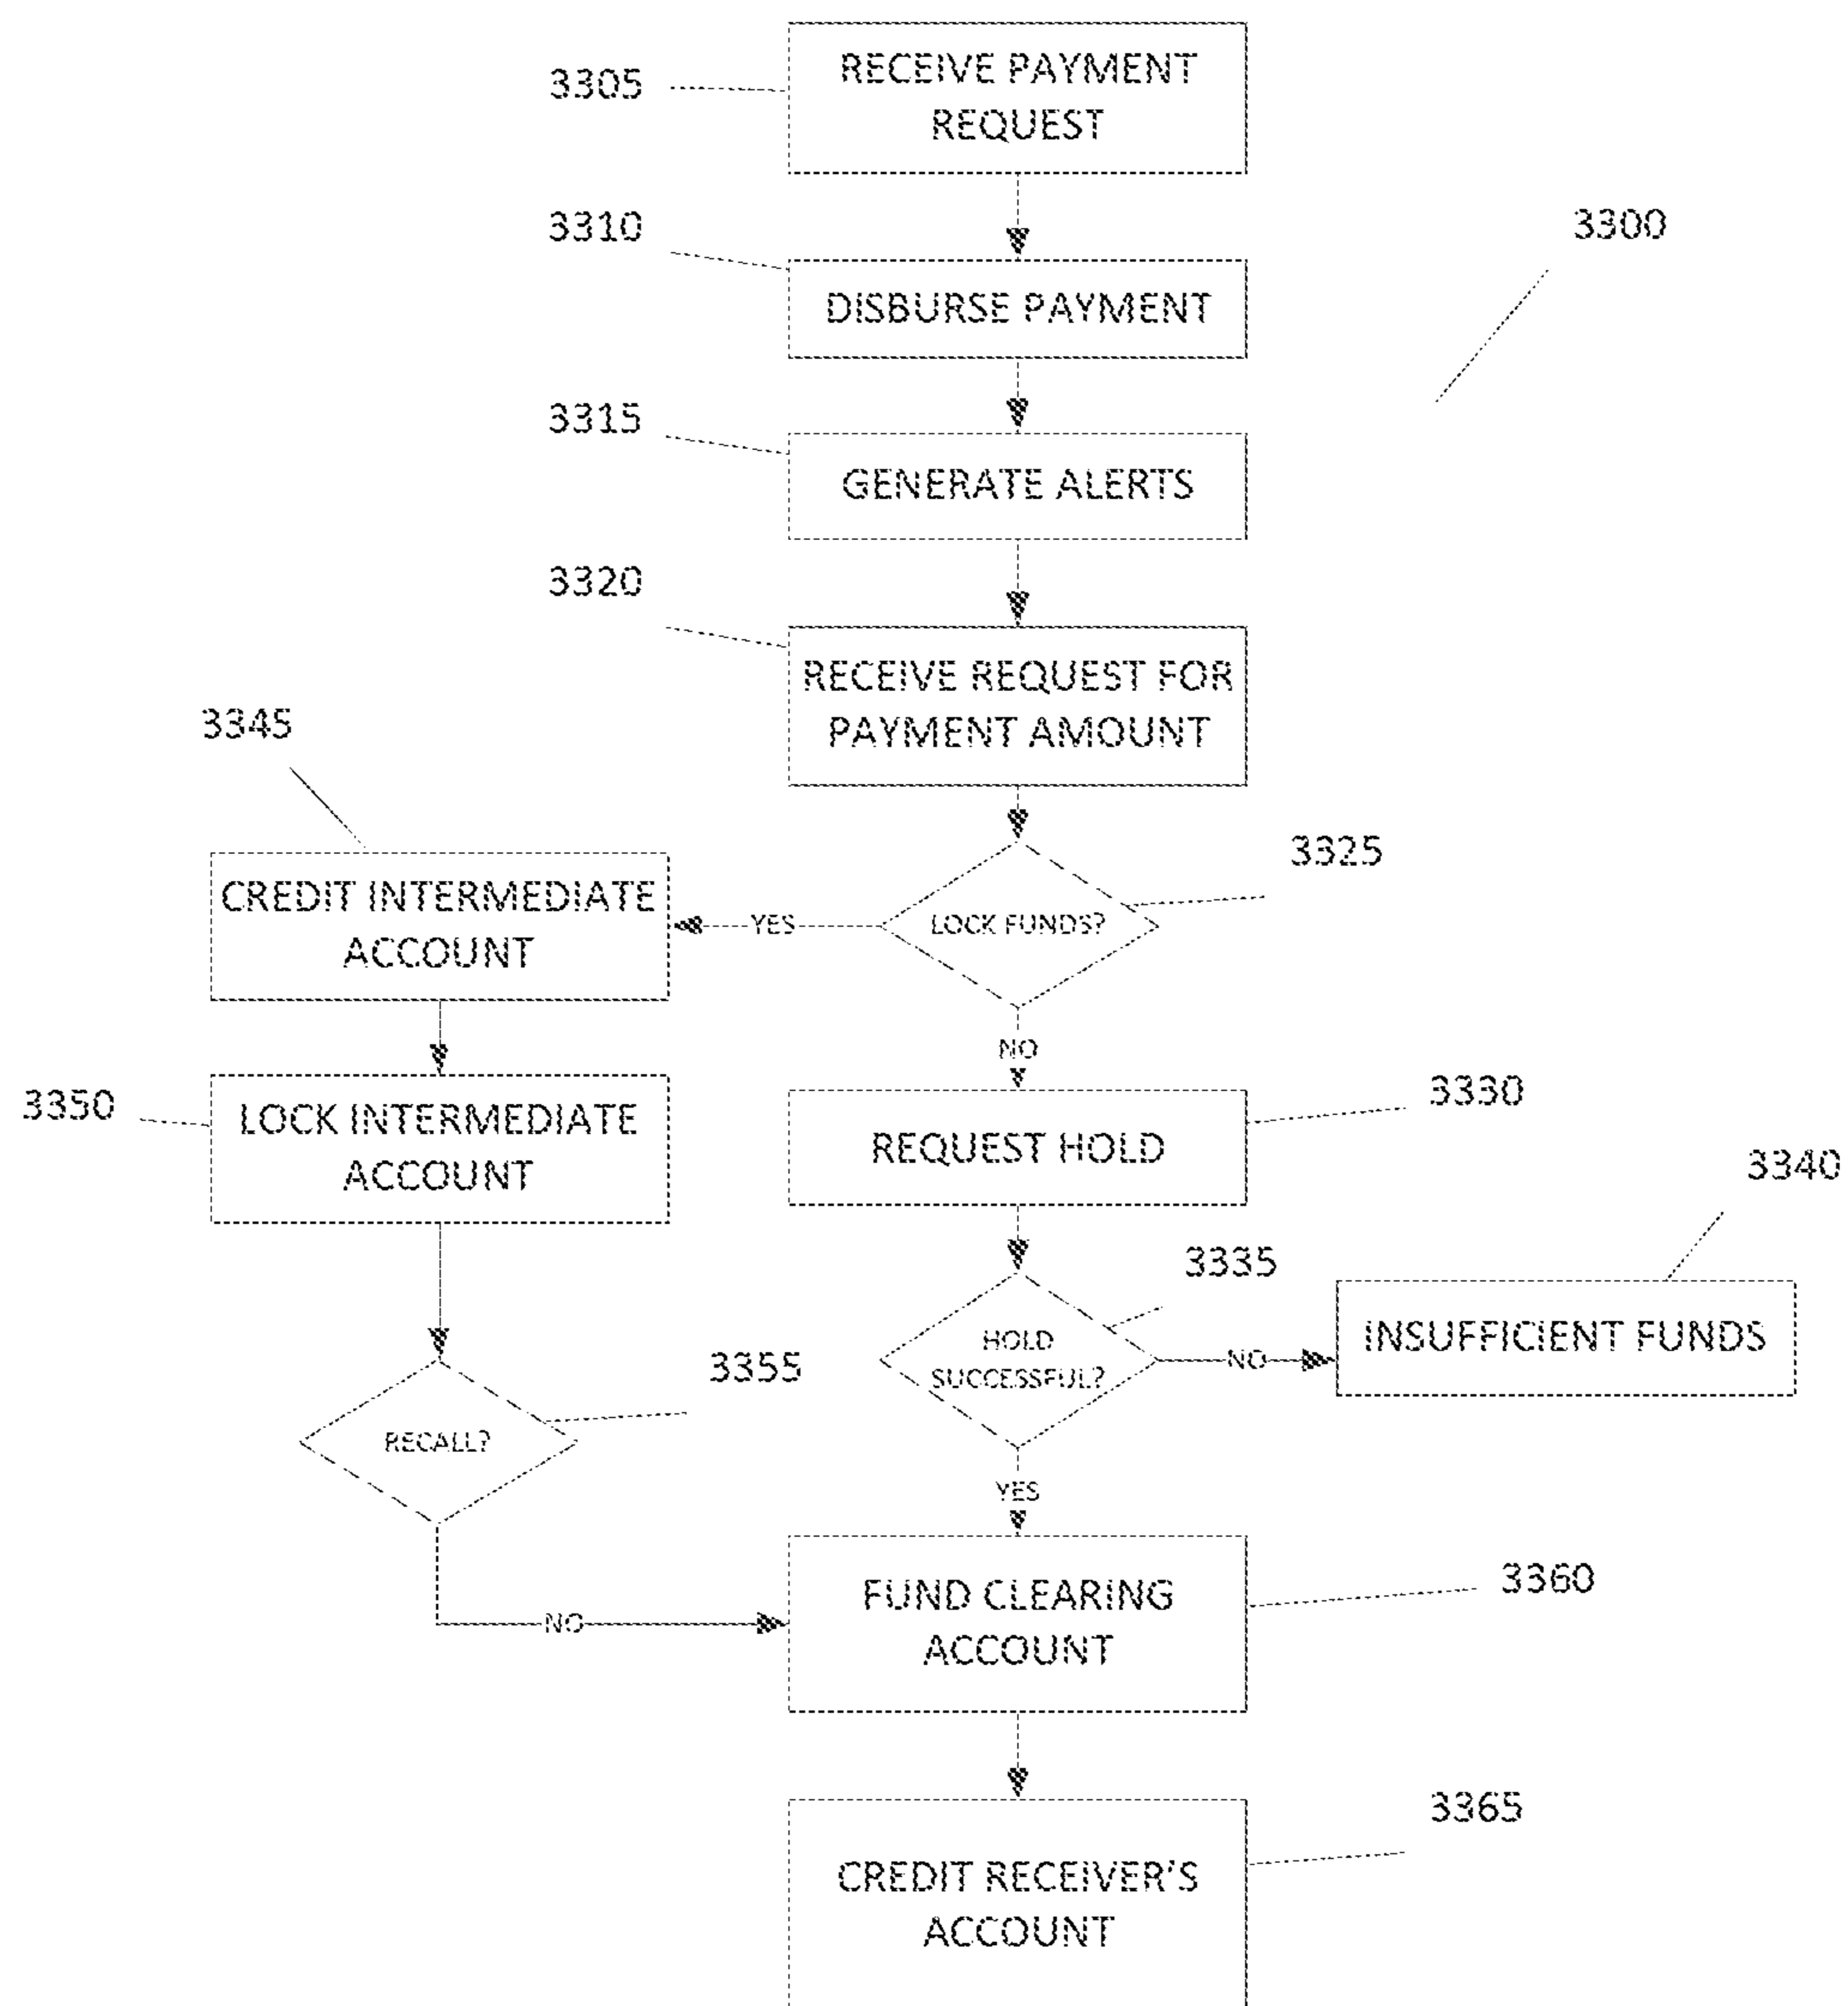 3305
RECEIVE PAYMENT
REQUEST
3310
3300
DISBURSE PAYMENT
3315
GENERATE ALERTS
3320
RECEIVE REQUEST FOR
PAYMENT AMOUNT
3345
3325
CREDIT INTERMEDIATE
ACCOUNT
YES
LOCK FUNDS?
NO
3350
LOCK INTERMEDIATE
ACCOUNT
3330
REQUEST HOLD
3340
3335
HOLD
SUCCESSFUL?
NO
INSUFFICIENT FUNDS
3355
RECALL?
YES
NO
FUND CLEARING
ACCOUNT
3360
3365
CREDIT RECEIVER'S
ACCOUNT